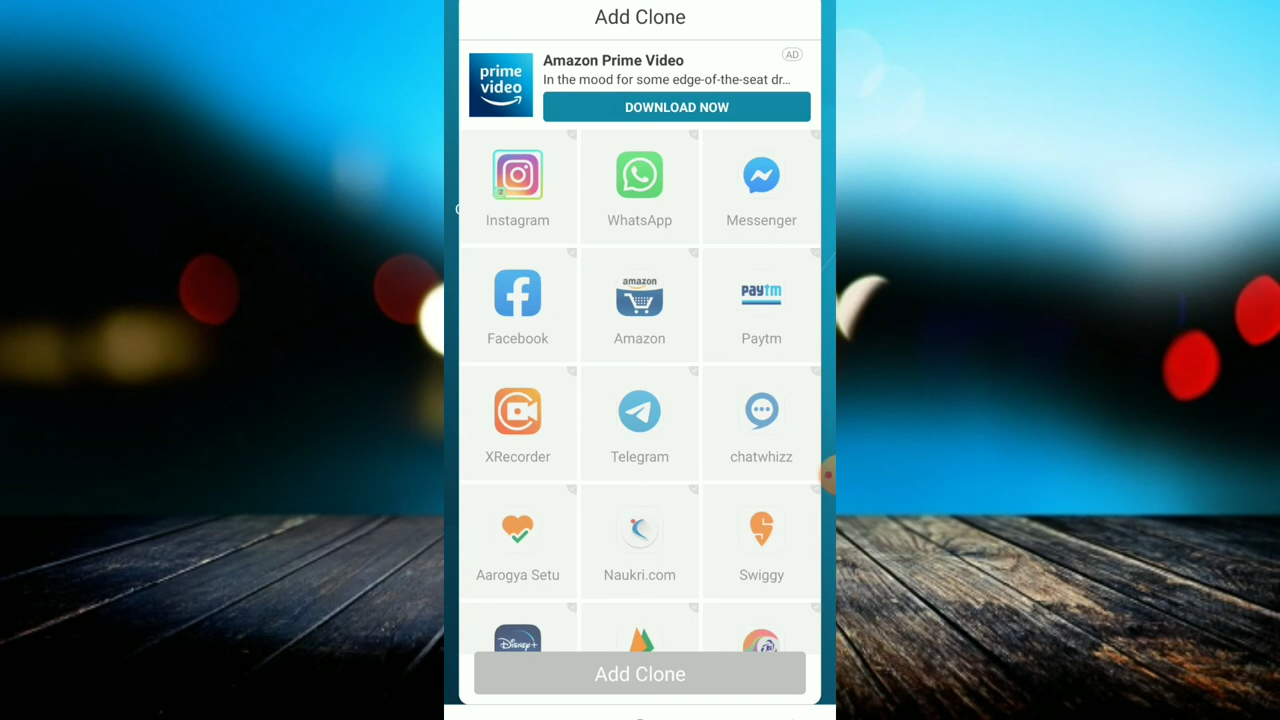 Add Clone
prime
video
Amazon Prime Video
AD
In the mood for some edge-of-the-seat dr...
DOWNLOAD NOW
2
Instagram
WhatsApp
Messenger
Facebook
amazon
Amazon
paytm
Paytm
XRecorder
Telegram
chatwhizz
Aarogya Setu
Naukri.com
Swiggy
Disney+
Add Clone